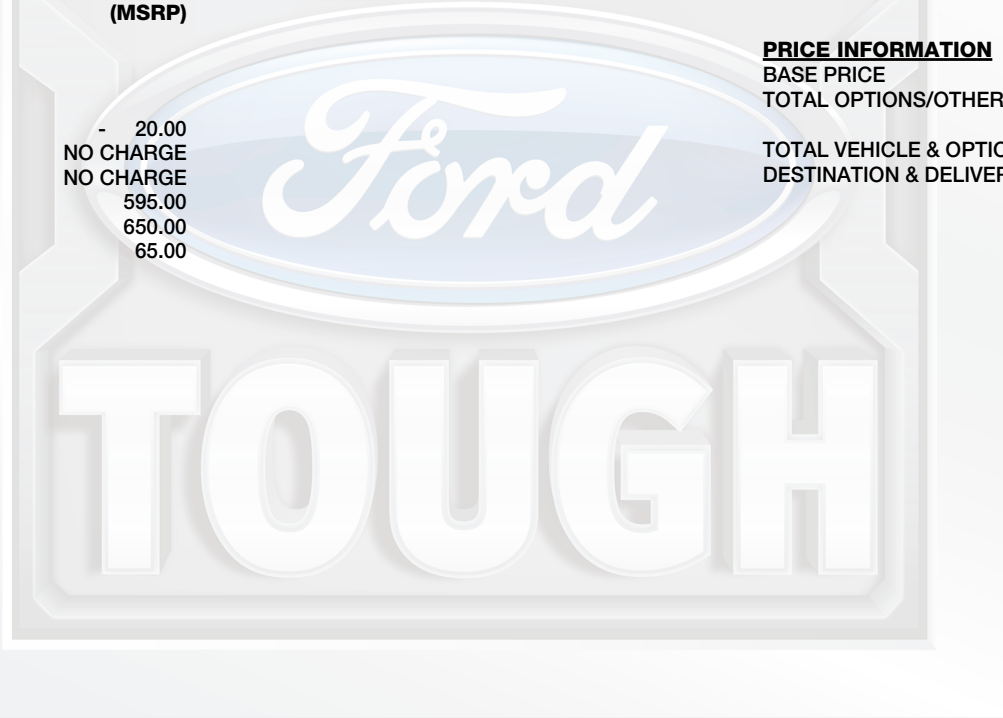 (MSRP)
- 20.00
NO CHARGE
NO CHARGE
595.00
650.00
65.00
PRICE INFORMATION
BASE PRICE
TOTAL OPTIONS/OTHER
TOTAL VEHICLE & OPTIO
DESTINATION & DELIVER
Ford
TOUGH